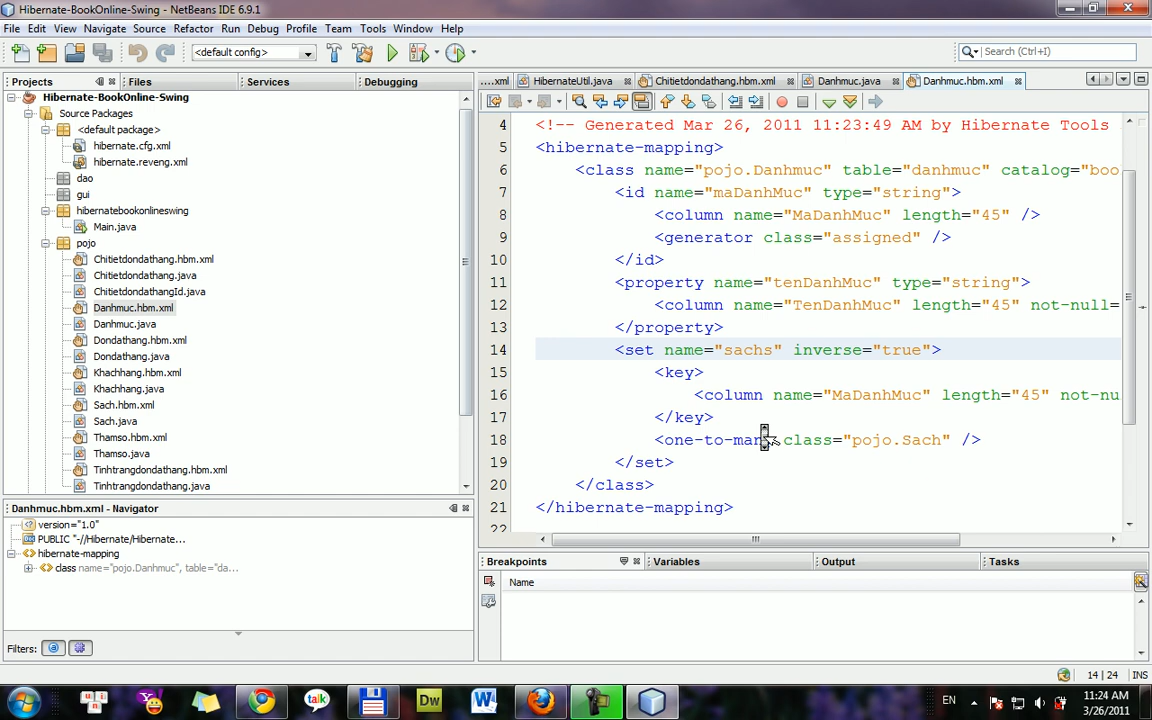 Hibernate-BookOnline-Swing - NetBeans IDE 6.9.1
File Edit View Navigate Source Refactor Run Debug Profile Team Tools Window Help
<default config> Search (Ctrl+I)
Projects Files Services Debugging
....xml HibernateUtil.java Chitietdondathang.hbm.xml Danhmuc.java Danhmuc.hbm.xml
Hibernate-BookOnline-Swing
Source Packages
<default package>
hibernate.cfg.xml
hibernate.reveng.xml
dao
gui
hibernatebookonlineswing
Main.java
pojo
Chitietdondathang.hbm.xml
Chitietdondathang.java
ChitietdondathangId.java
Danhmuc.hbm.xml
Danhmuc.java
Dondathang.hbm.xml
Dondathang.java
Khachhang.hbm.xml
Khachhang.java
Sach.hbm.xml
Sach.java
Thamso.hbm.xml
Thamso.java
Tinhtrangdondathang.hbm.xml
Tinhtrangdondathang.java
4 <!-- Generated Mar 26, 2011 11:23:49 AM by Hibernate Tools
5 <hibernate-mapping>
6 <class name="pojo.Danhmuc" table="danhmuc" catalog="boo
7 <id name="maDanhMuc" type="string">
8 <column name="MaDanhMuc" length="45" />
9 <generator class="assigned" />
10 </id>
11 <property name="tenDanhMuc" type="string">
12 <column name="TenDanhMuc" length="45" not-null=
13 </property>
14 <set name="sachs" inverse="true">
15 <key>
16 <column name="MaDanhMuc" length="45" not-nu
17 </key>
18 <one-to-many class="pojo.Sach" />
19 </set>
20 </class>
21 </hibernate-mapping>
22
Danhmuc.hbm.xml - Navigator
version="1.0"
PUBLIC "-//Hibernate/Hibernate...
hibernate-mapping
class name="pojo.Danhmuc", table="da...
Filters:
Breakpoints Variables Output Tasks
Name
14 | 24 INS
talk Dw W EN 11:24 AM
3/26/2011